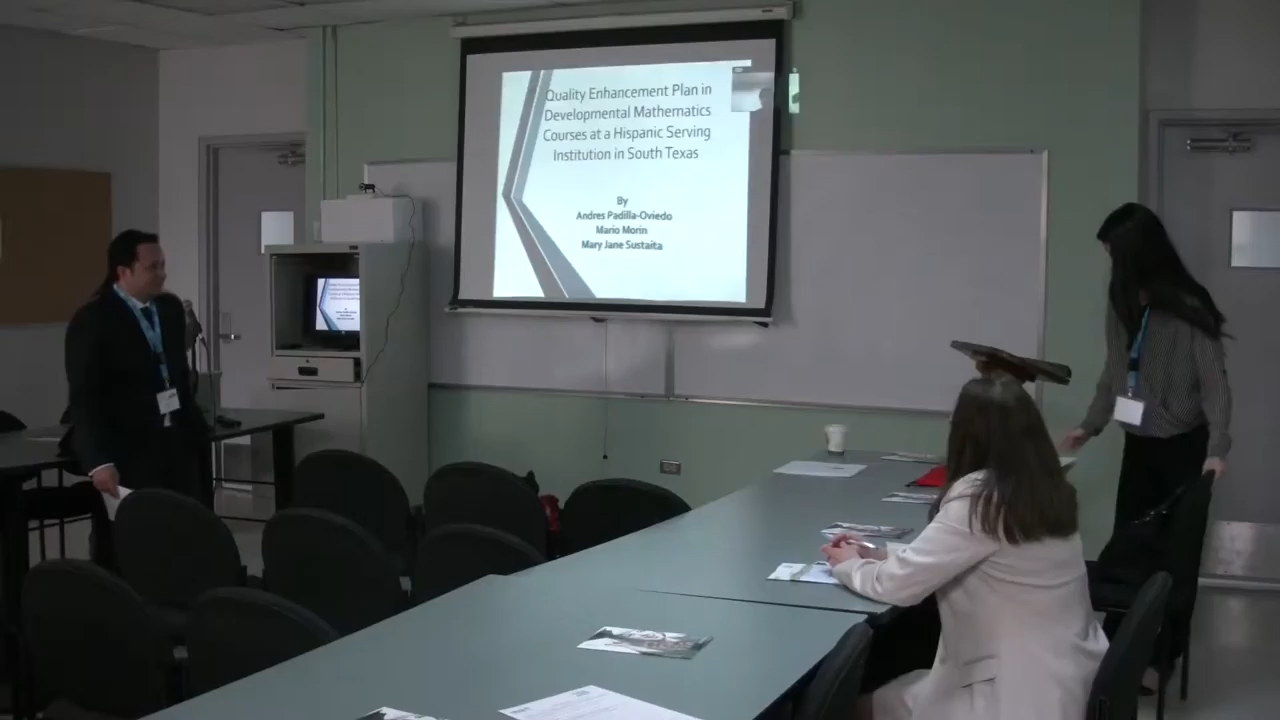 Quality Enhancement Plan in
Developmental Mathematics
Courses at a Hispanic Serving
Institution in South Texas
By
Andres Padilla-Oviedo
Mario Morin
Mary Jane Sustaita